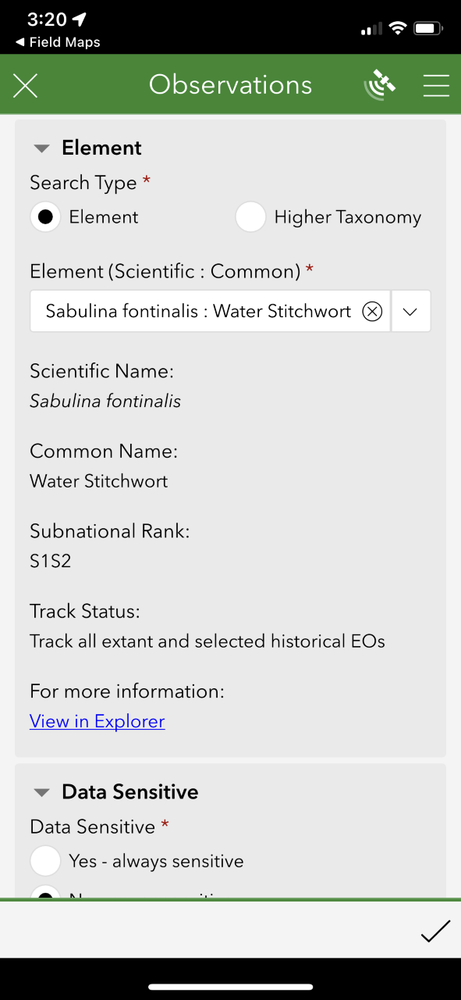 3:20
◀ Field Maps
Observations
Element
Search Type *
Element
Higher Taxonomy
Element (Scientific : Common) *
Sabulina fontinalis : Water Stitchwort
Scientific Name:
Sabulina fontinalis
Common Name:
Water Stitchwort
Subnational Rank:
S1S2
Track Status:
Track all extant and selected historical EOs
For more information:
View in Explorer
Data Sensitive
Data Sensitive *
Yes - always sensitive